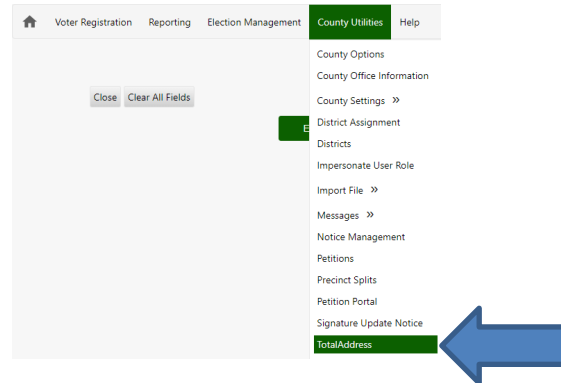 Voter Registration Reporting Election Management County Utilities Help
County Options
County Office Information
Close Clear All Fields
County Settings »
District Assignment
E
Districts
Impersonate User Role
Import File »
Messages »
Notice Management
Petitions
Precinct Splits
Petition Portal
Signature Update Notice
TotalAddress